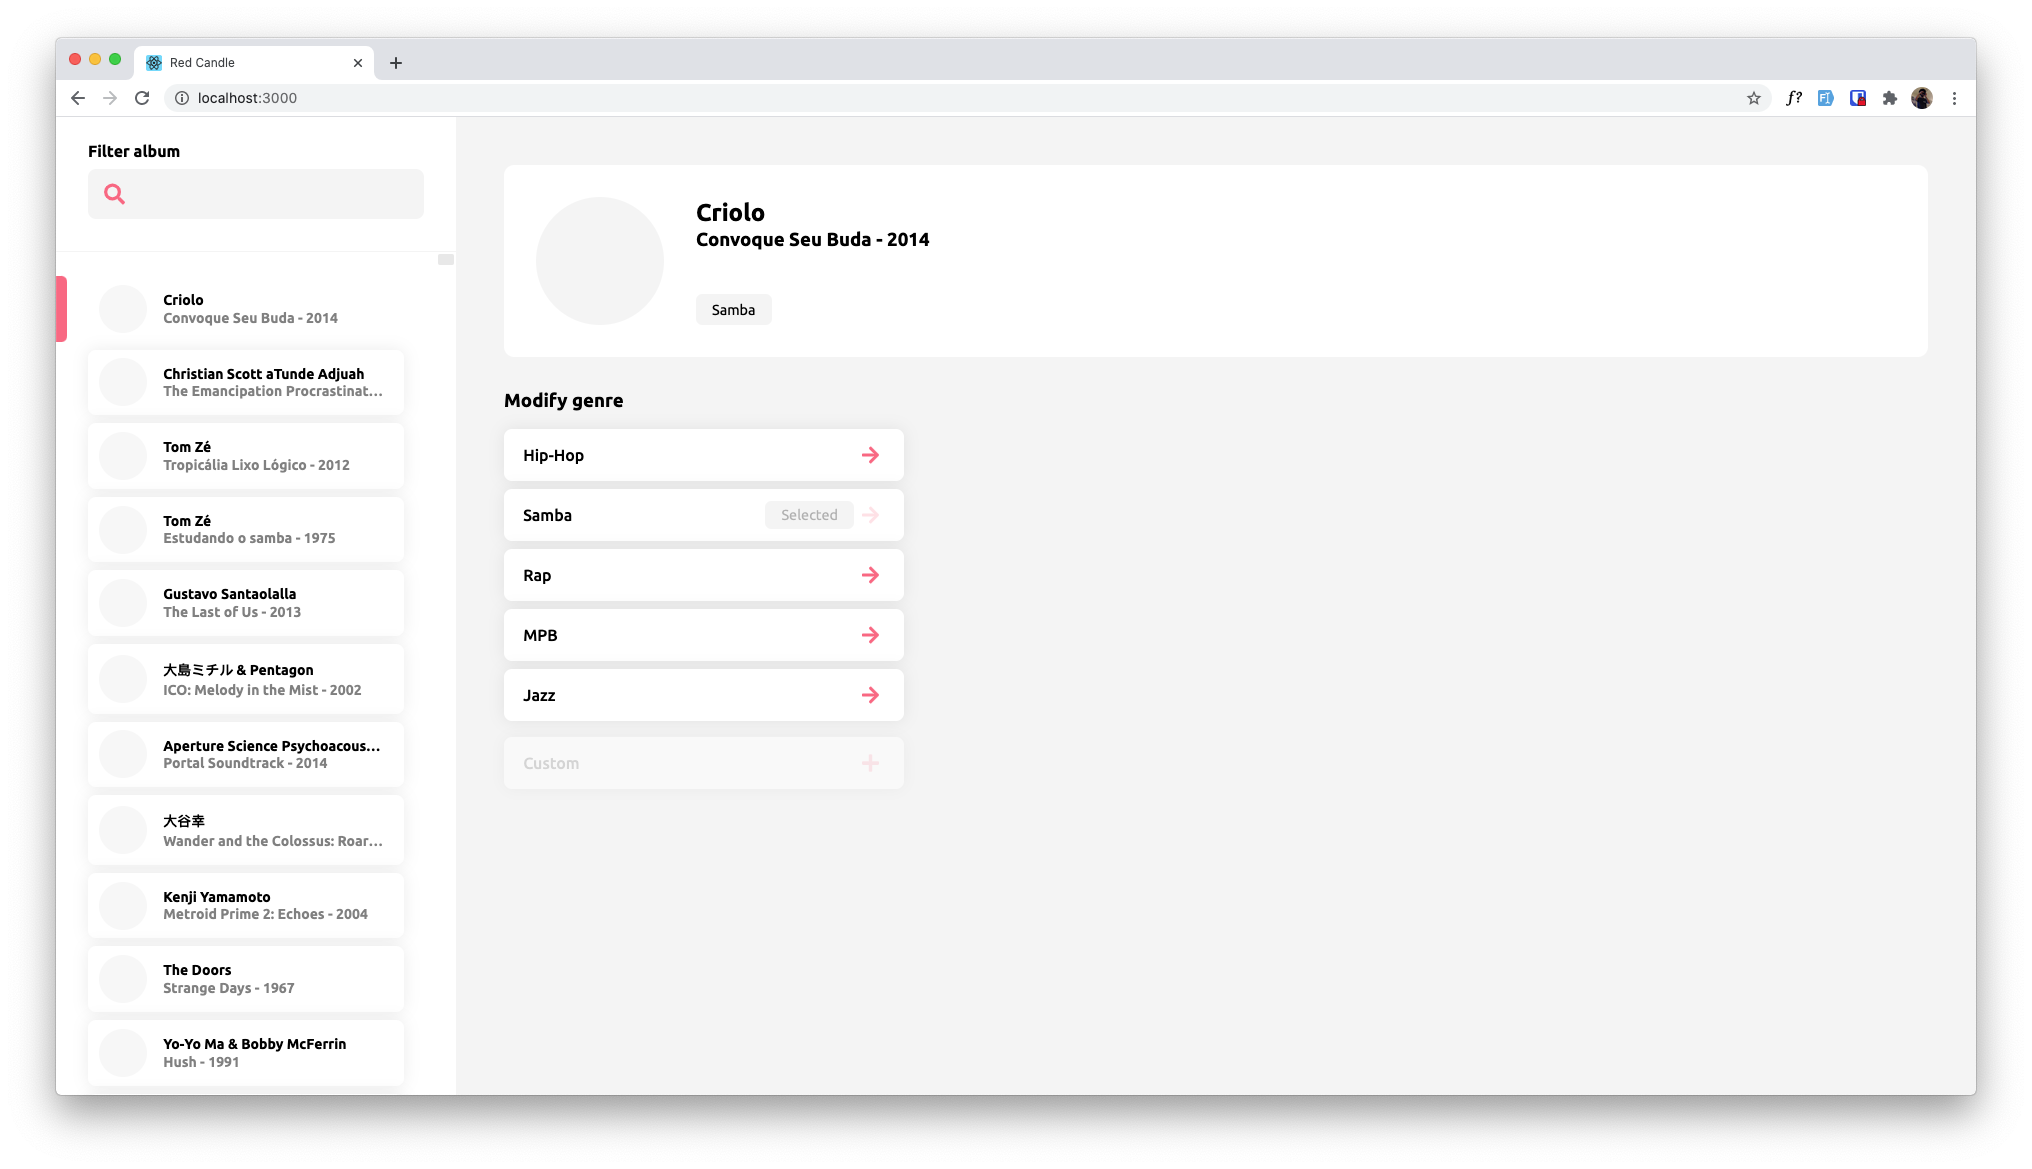 Red Candle
localhost:3000
f?
Filter album
Criolo
Convoque Seu Buda - 2014
Christian Scott aTunde Adjuah
The Emancipation Procrastinat...
Tom Zé
Tropicália Lixo Lógico - 2012
Tom Zé
Estudando o samba - 1975
Gustavo Santaolalla
The Last of Us - 2013
大島ミチル & Pentagon
ICO: Melody in the Mist - 2002
Aperture Science Psychoacous...
Portal Soundtrack - 2014
大谷幸
Wander and the Colossus: Roar...
Kenji Yamamoto
Metroid Prime 2: Echoes - 2004
The Doors
Strange Days - 1967
Yo-Yo Ma & Bobby McFerrin
Hush - 1991
Criolo
Convoque Seu Buda - 2014
Samba
Modify genre
Hip-Hop
Samba
Selected
Rap
MPB
Jazz
Custom